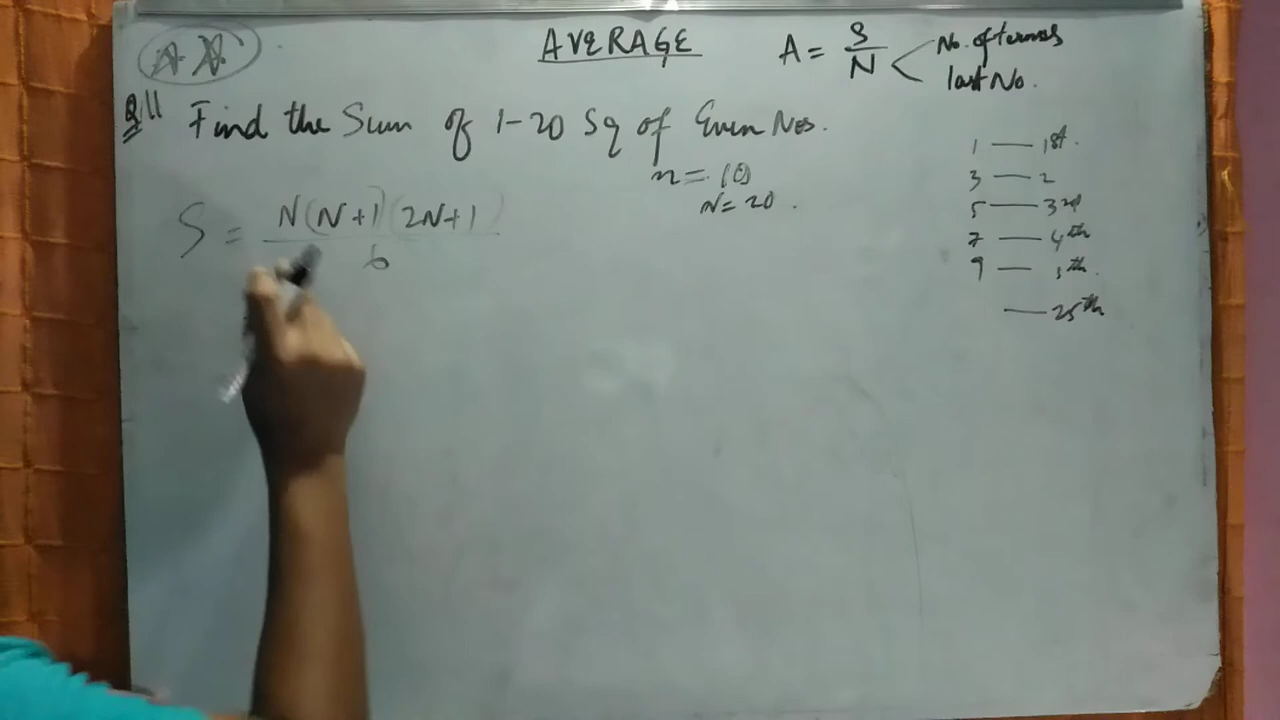 AVERAGE
A = S/N < No. of terms
last No.
Q.11 Find the Sum of 1-20 Sq of Even Nos.
n = 10
N = 20.
S = N(N+1)(2N+1)
6
1 — 1st.
3 — 2
5 — 3rd
7 — 4th
9 — 5th.
— 25th